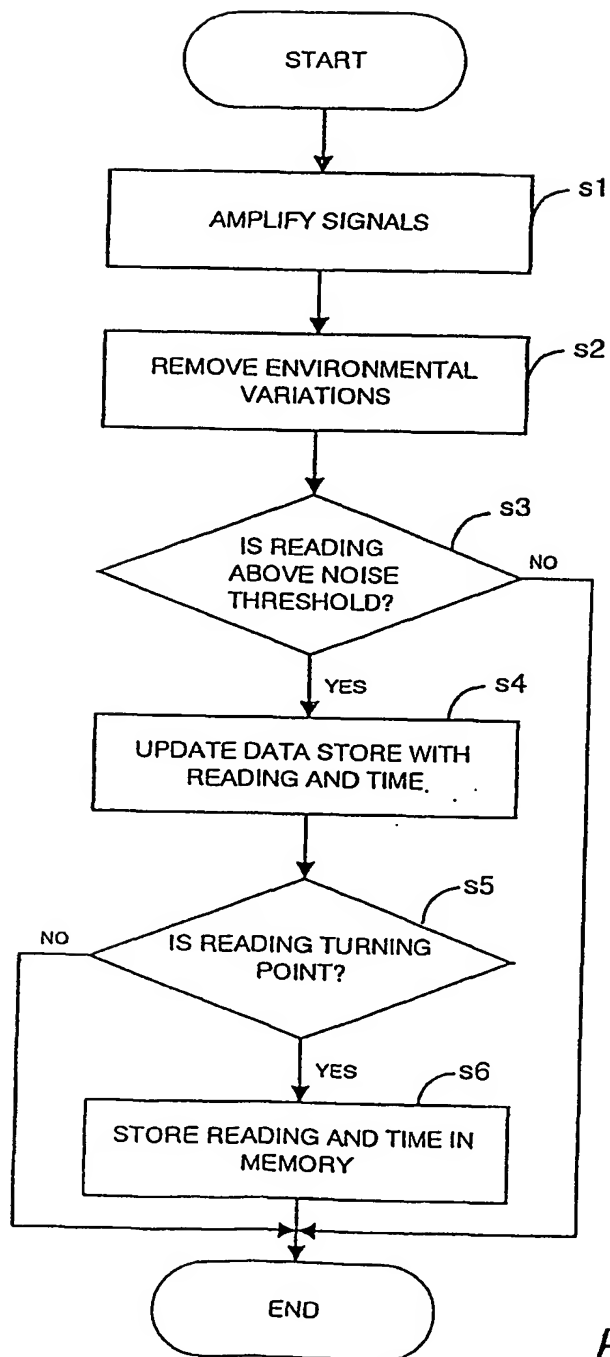 START
AMPLIFY SIGNALS
s1
REMOVE ENVIRONMENTAL
VARIATIONS
s2
IS READING
ABOVE NOISE
THRESHOLD?
s3
NO
YES
UPDATE DATA STORE WITH
READING AND TIME.
s4
IS READING TURNING
POINT?
s5
NO
YES
STORE READING AND TIME IN
MEMORY
s6
END